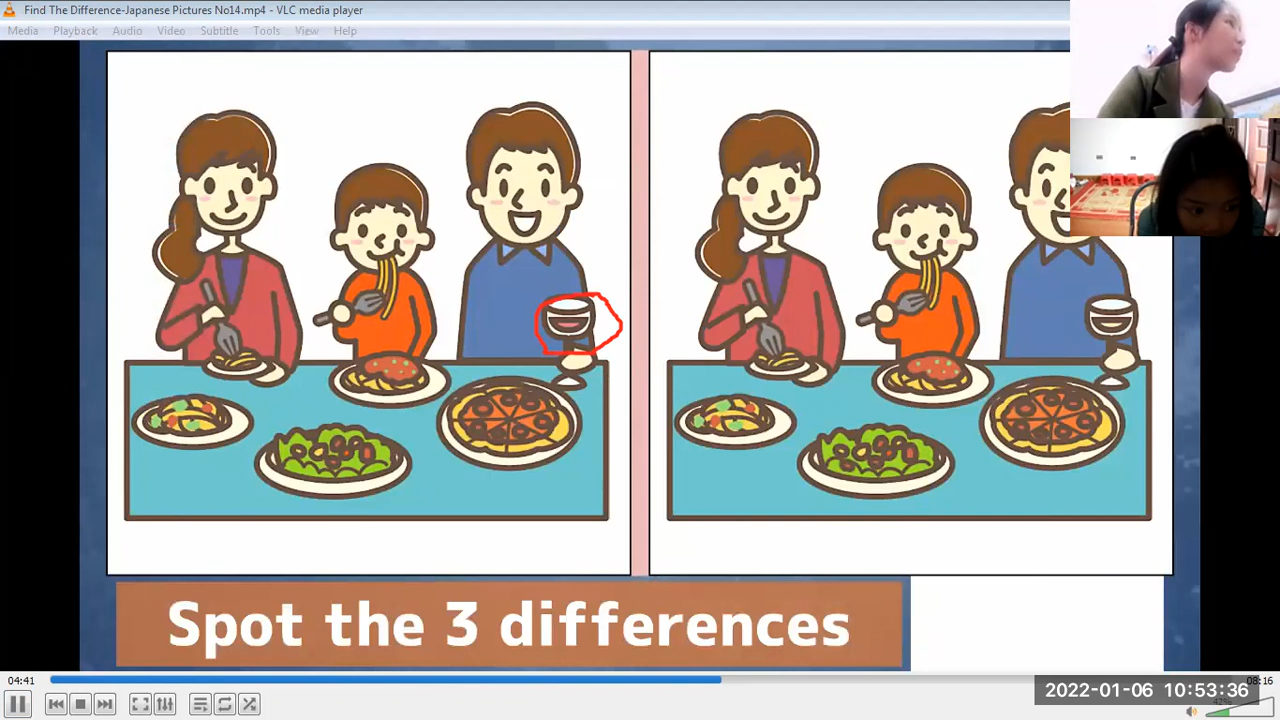 Find The Difference-Japanese Pictures No14.mp4 - VLC media player
Media Playback Audio Video Subtitle Tools View Help
Spot the 3 differences
04:41
08:16
2022-01-06 10:53:36